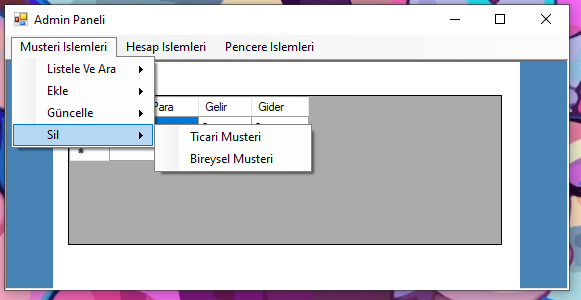 Admin Paneli
Musteri Islemleri Hesap Islemleri Pencere Islemleri
Listele Ve Ara
Ekle
Güncelle
Sil
Para Gelir Gider
Ticari Musteri
Bireysel Musteri